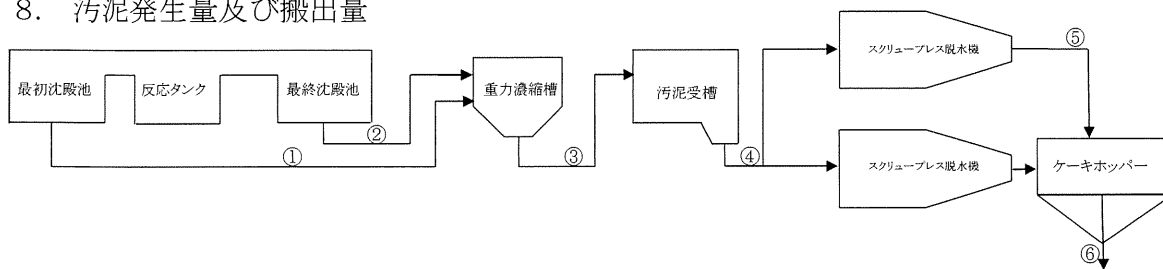 8. 汚泥発生量及び搬出量
スクリュープレス脱水機
⑤
最初沈殿池
反応タンク
最終沈殿池
重力濃縮槽
汚泥受槽
②
①
③
④
スクリュープレス脱水機
ケーキホッパー
⑥